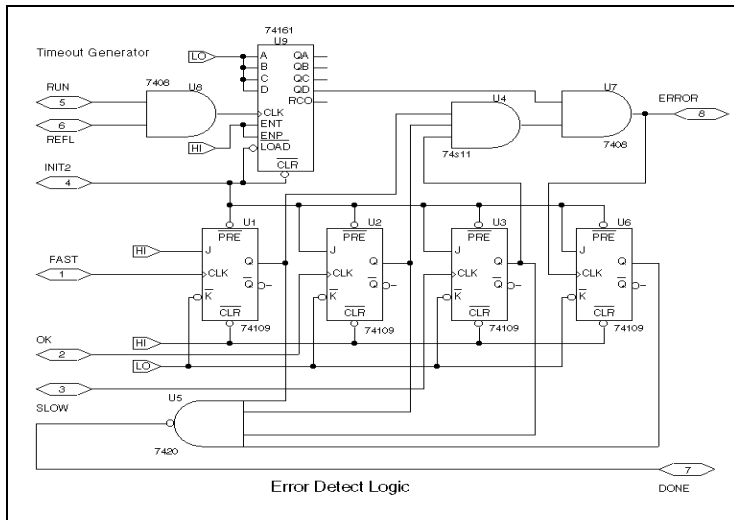 74161
U9
Timeout Generator
LO
A QA
B QB
C QC
D QD
RCO
CLK
ENT
ENP
LOAD
CLR
7408
U8
RUN
5
6
REFL
HI
INIT2
4
U4
74s11
U7
7408
ERROR
8
U1
PRE
J
Q
CLK
Q
K
CLR
74109
U2
PRE
J
Q
CLK
Q
K
CLR
74109
U3
PRE
J
Q
CLK
Q
K
CLR
74109
U6
PRE
J
Q
CLK
Q
K
CLR
74109
HI
FAST
1
OK
2
HI
LO
3
SLOW
U5
7420
Error Detect Logic
7
DONE